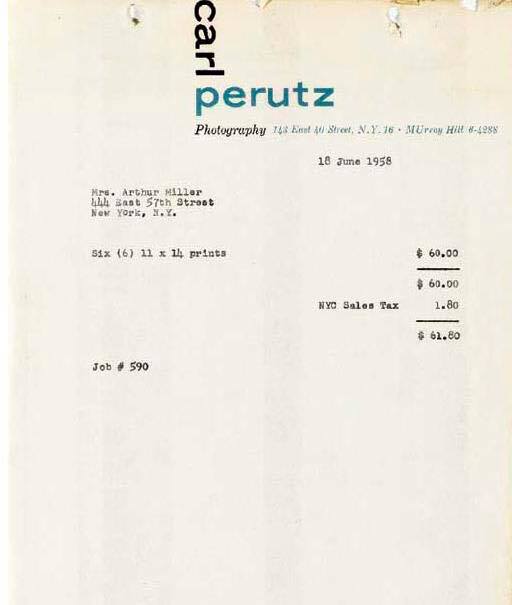 carl
perutz
Photography 143 East 40 Street, N.Y. 16 · MUrray Hill 6-4288
18 June 1958
Mrs. Arthur Miller
444 East 57th Street
New York, N.Y.
Six (6) 11 x 14 prints $ 60.00
$ 60.00
NYC Sales Tax 1.80
$ 61.80
Job # 590